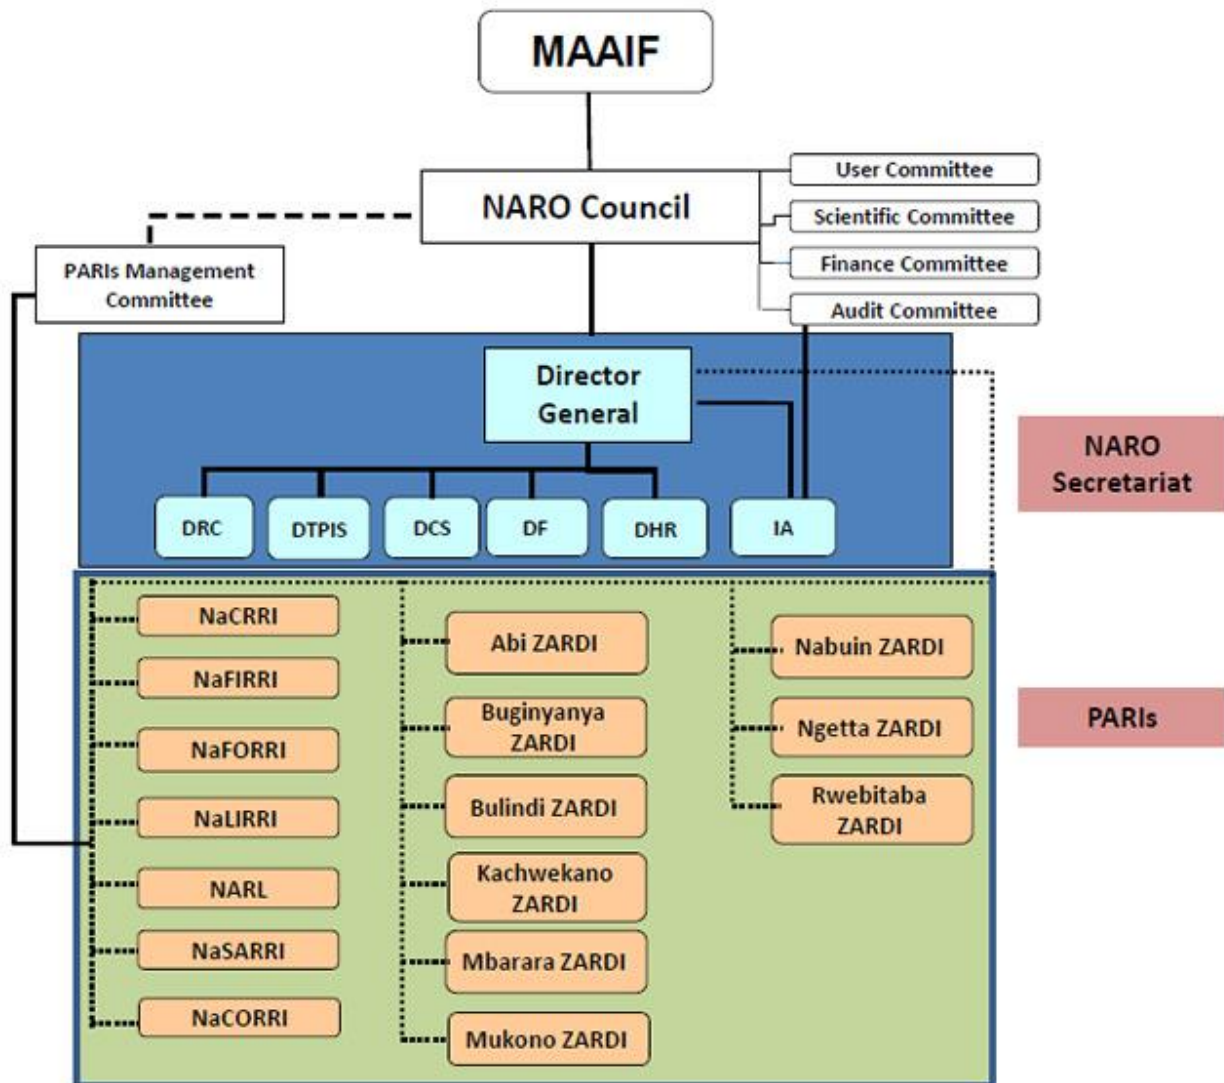 MAAIF
NARO Council
User Committee
Scientific Committee
Finance Committee
Audit Committee
PARIs Management
Committee
Director
General
DRC
DTPIS
DCS
DF
DHR
IA
NARO
Secretariat
NaCRRI
NaFIRRI
NaFORRI
NaLIRRI
NARL
NaSARRI
NaCORRI
Abi ZARDI
Buginyanya
ZARDI
Bulindi ZARDI
Kachwekano
ZARDI
Mbarara ZARDI
Mukono ZARDI
Nabuin ZARDI
Ngetta ZARDI
Rwebitaba
ZARDI
PARIs